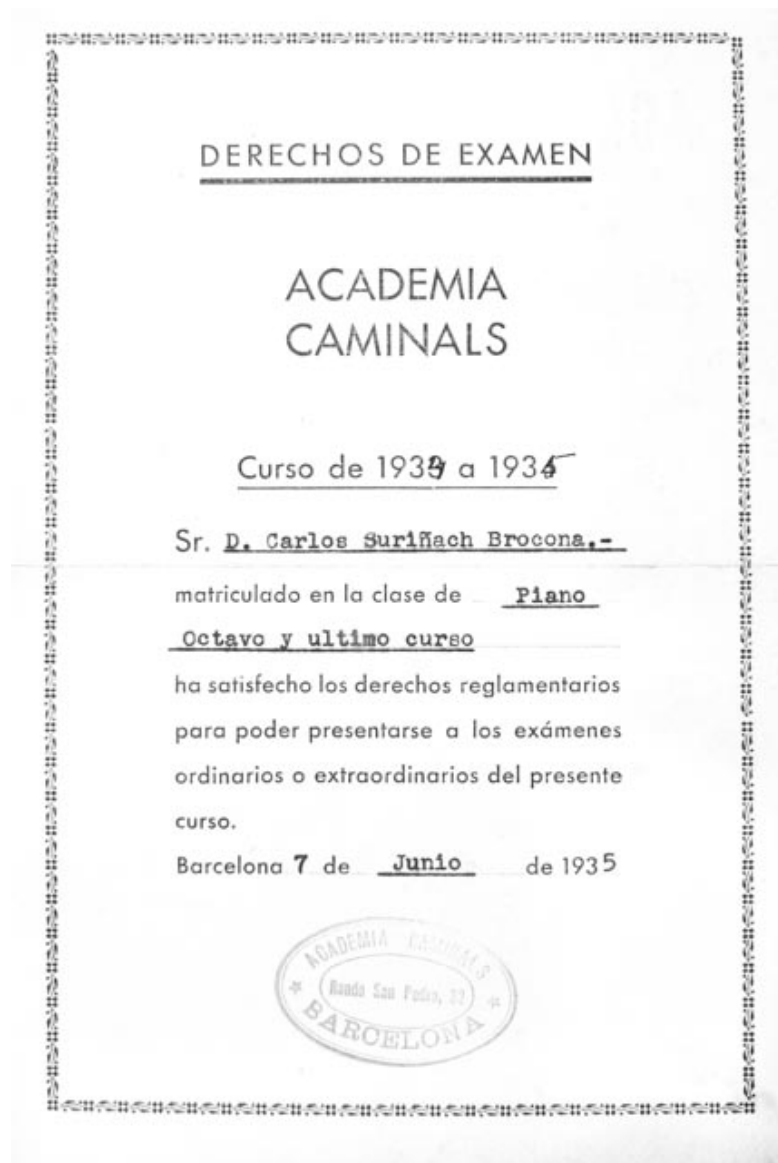 DERECHOS DE EXAMEN
ACADEMIA
CAMINALS
Curso de 1934 a 1935
Sr. D. Carlos Suriñach Brocona.-
matriculado en la clase de Piano
Octavo y ultimo curso
ha satisfecho los derechos reglamentarios
para poder presentarse a los exámenes
ordinarios o extraordinarios del presente
curso.
Barcelona 7 de Junio de 1935
ACADEMIA CAMINALS
Ronda San Pedro, 32
BARCELONA